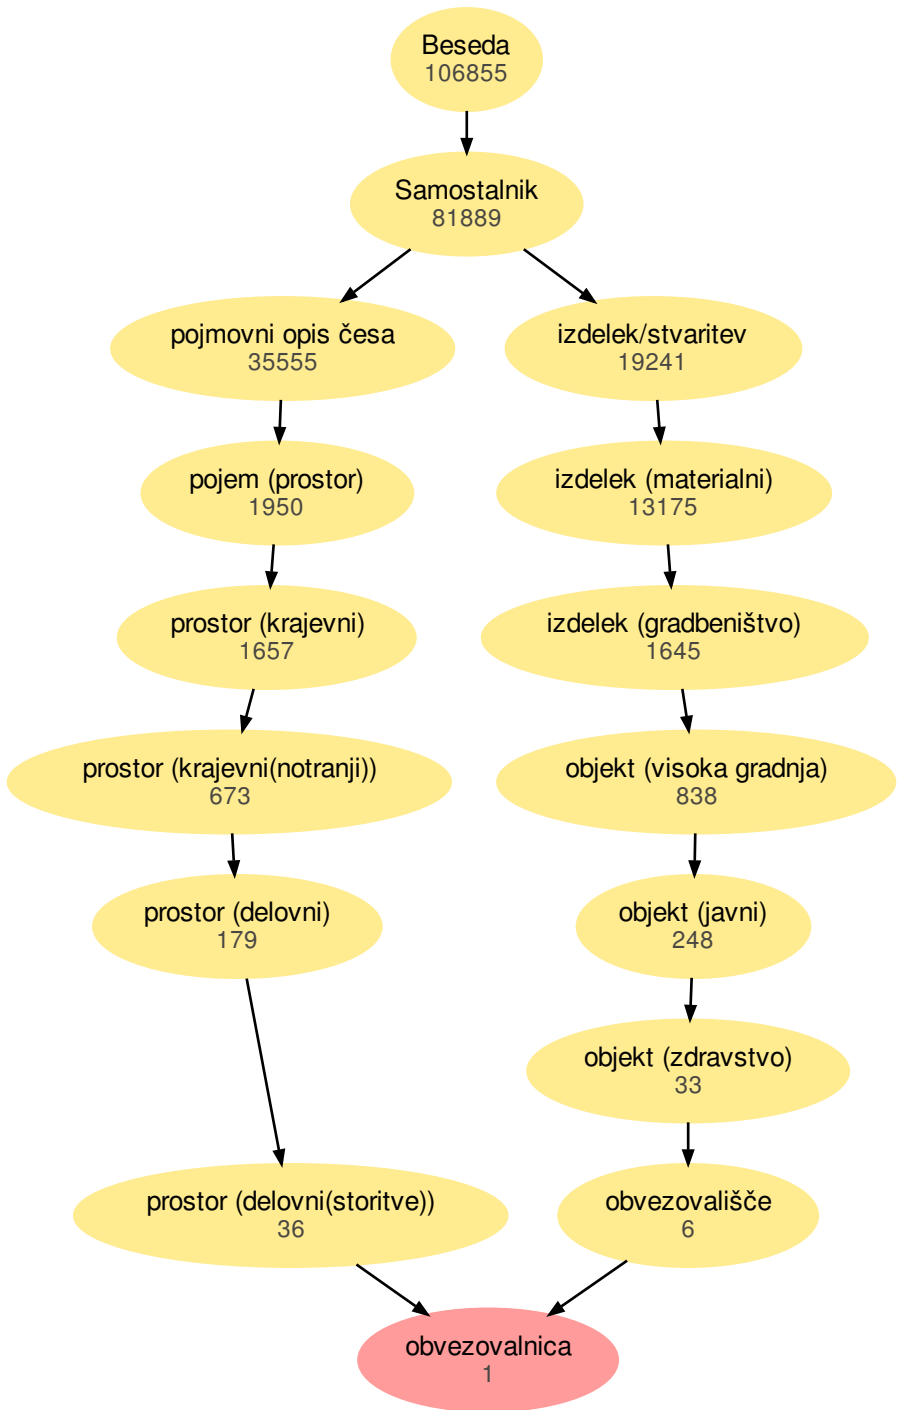 Beseda
106855
Samostalnik
81889
pojmovni opis česa
35555
izdelek/stvaritev
19241
pojem (prostor)
1950
izdelek (materialni)
13175
prostor (krajevni)
1657
izdelek (gradbeništvo)
1645
prostor (krajevni(notranji))
673
objekt (visoka gradnja)
838
prostor (delovni)
179
objekt (javni)
248
objekt (zdravstvo)
33
prostor (delovni(storitve))
36
obvezovališče
6
obvezovalnica
1